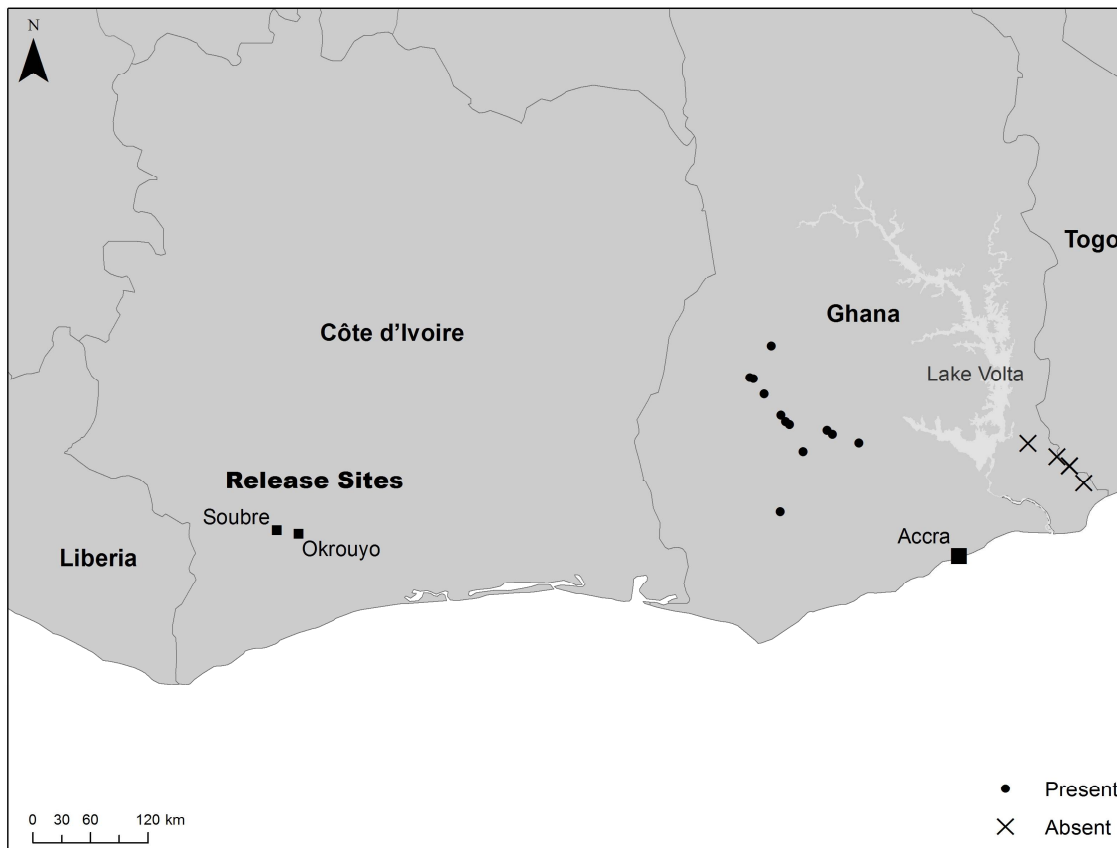 N
Togo
Ghana
Côte d’Ivoire
Lake Volta
Release Sites
Soubre
Okrouyo
Accra
Liberia
Present
Absent
0 30 60 120 km